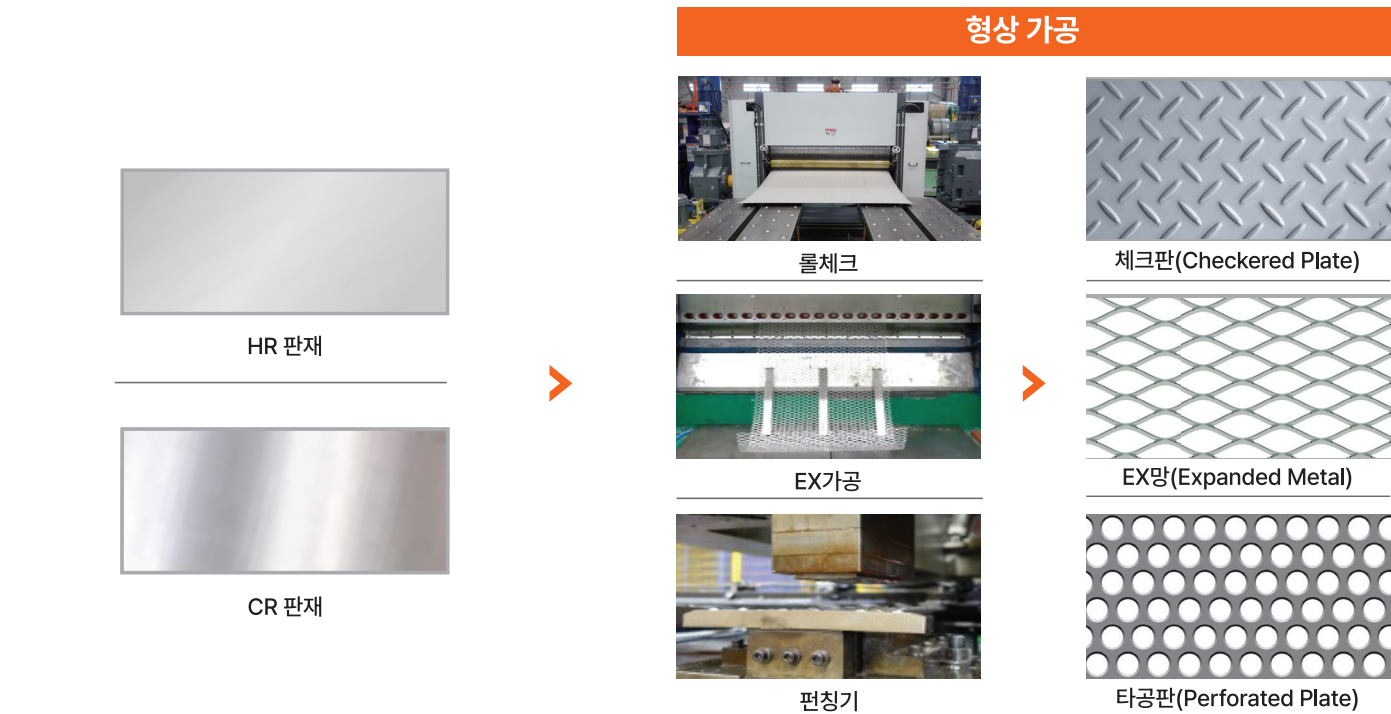 형상 가공
HR 판재
CR 판재
롤체크
체크판(Checkered Plate)
EX가공
EX망(Expanded Metal)
펀칭기
타공판(Perforated Plate)